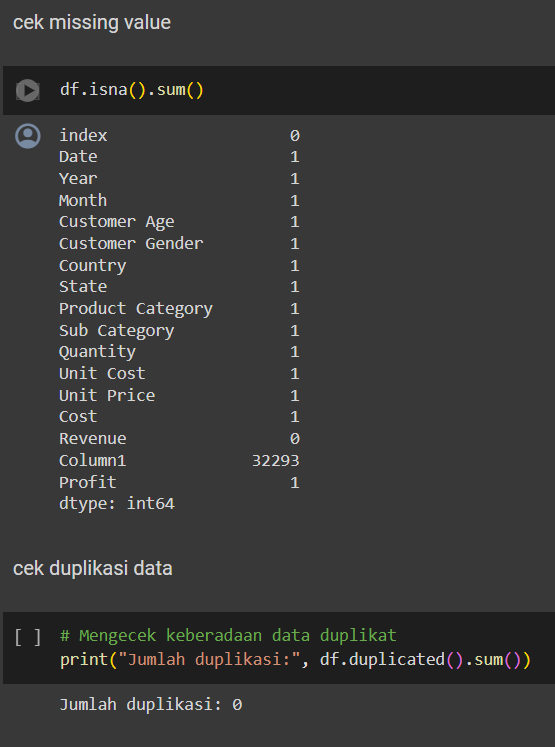 cek missing value
df.isna().sum()
index 0
Date 1
Year 1
Month 1
Customer Age 1
Customer Gender 1
Country 1
State 1
Product Category 1
Sub Category 1
Quantity 1
Unit Cost 1
Unit Price 1
Cost 1
Revenue 0
Column1 32293
Profit 1
dtype: int64
cek duplikasi data
[ ] # Mengecek keberadaan data duplikat
print("Jumlah duplikasi:", df.duplicated().sum())
Jumlah duplikasi: 0